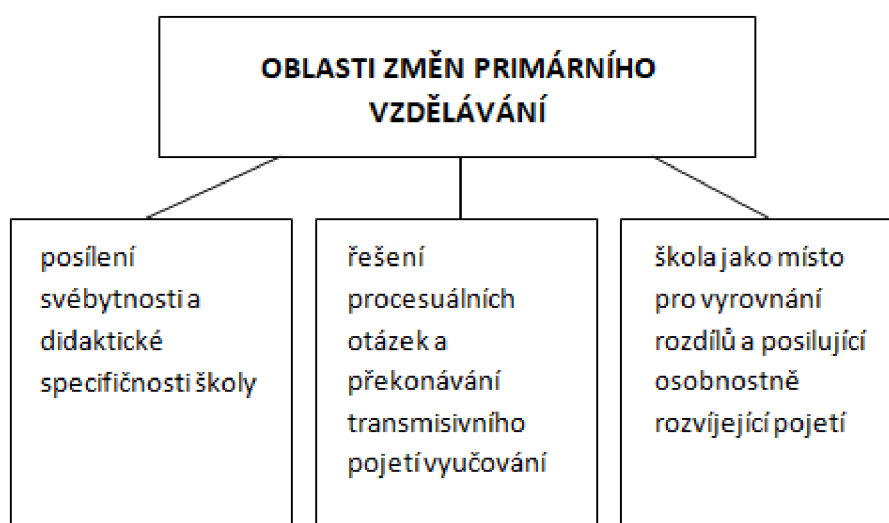 OBLASTI ZMĚN PRIMÁRNÍHO
VZDĚLÁVÁNÍ
posílení
svébytnosti a
didaktické
specifičnosti školy
řešení
procesuálních
otázek a
překonávání
transmisivního
pojetí vyučování
škola jako místo
pro vyrovnání
rozdílů a posilující
osobnostně
rozvíjející pojetí